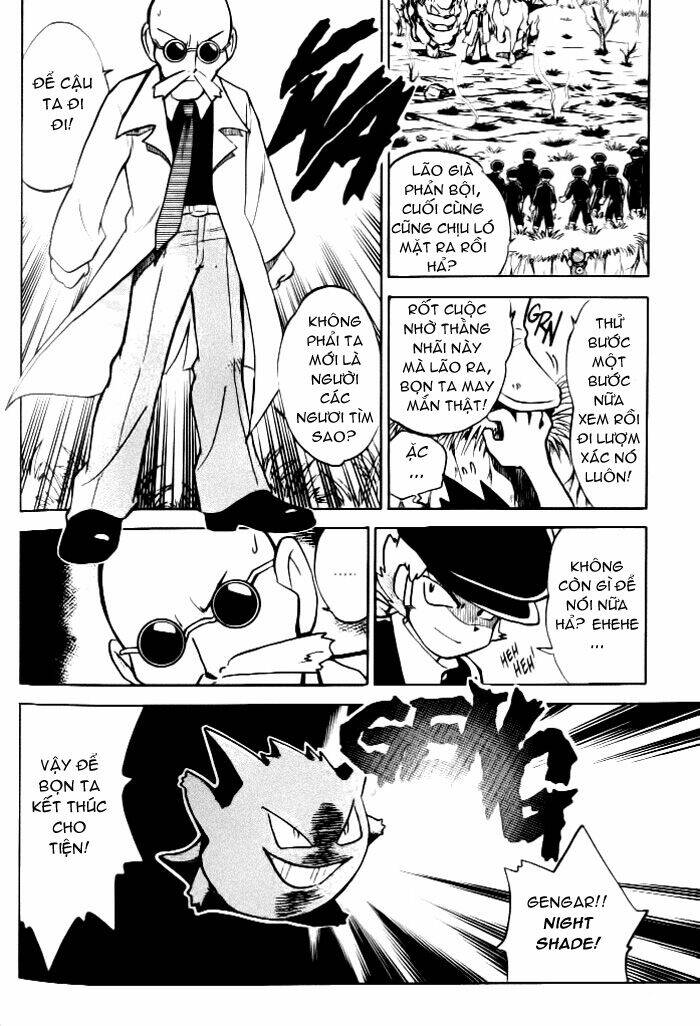 ĐỂ CẬU
TA ĐI
ĐI!
LÃO GIÀ
PHẢN BỘI,
CUỐI CÙNG
CŨNG CHỊU LÓ
MẶT RA RỒI
HẢ?
KHÔNG
PHẢI TA
MỚI LÀ
NGƯỜI
CÁC
NGƯƠI TÌM
SAO?
RỐT CUỘC
NHỜ THẰNG
NHÃI NÀY
MÀ LÃO RA,
BỌN TA MAY
MẮN THẬT!
GRN
THỬ
BƯỚC
MỘT
BƯỚC
NỮA
XEM RỒI
ĐI LƯỢM
XÁC NÓ
LUÔN!
ẶC
...
......
KHÔNG
CÒN GÌ ĐỂ
NÓI NỮA
HẢ? EHEHE
...
HEH
HEH!
VẬY ĐỂ
BỌN TA
KẾT THÚC
CHO
TIỆN!
GENG!
GENGAR!!
NIGHT
SHADE!